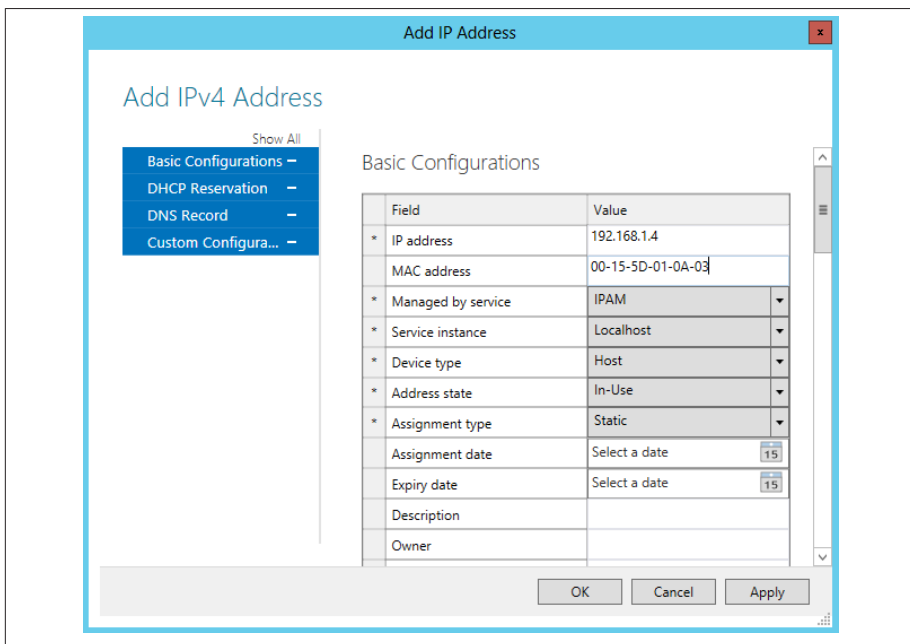 Add IP Address
x
Add IPv4 Address
Show All
Basic Configurations –
DHCP Reservation –
DNS Record –
Custom Configura... –
Basic Configurations
Field Value
* IP address 192.168.1.4
MAC address 00-15-5D-01-0A-03
* Managed by service IPAM
* Service instance Localhost
* Device type Host
* Address state In-Use
* Assignment type Static
Assignment date Select a date 15
Expiry date Select a date 15
Description
Owner
OK Cancel Apply